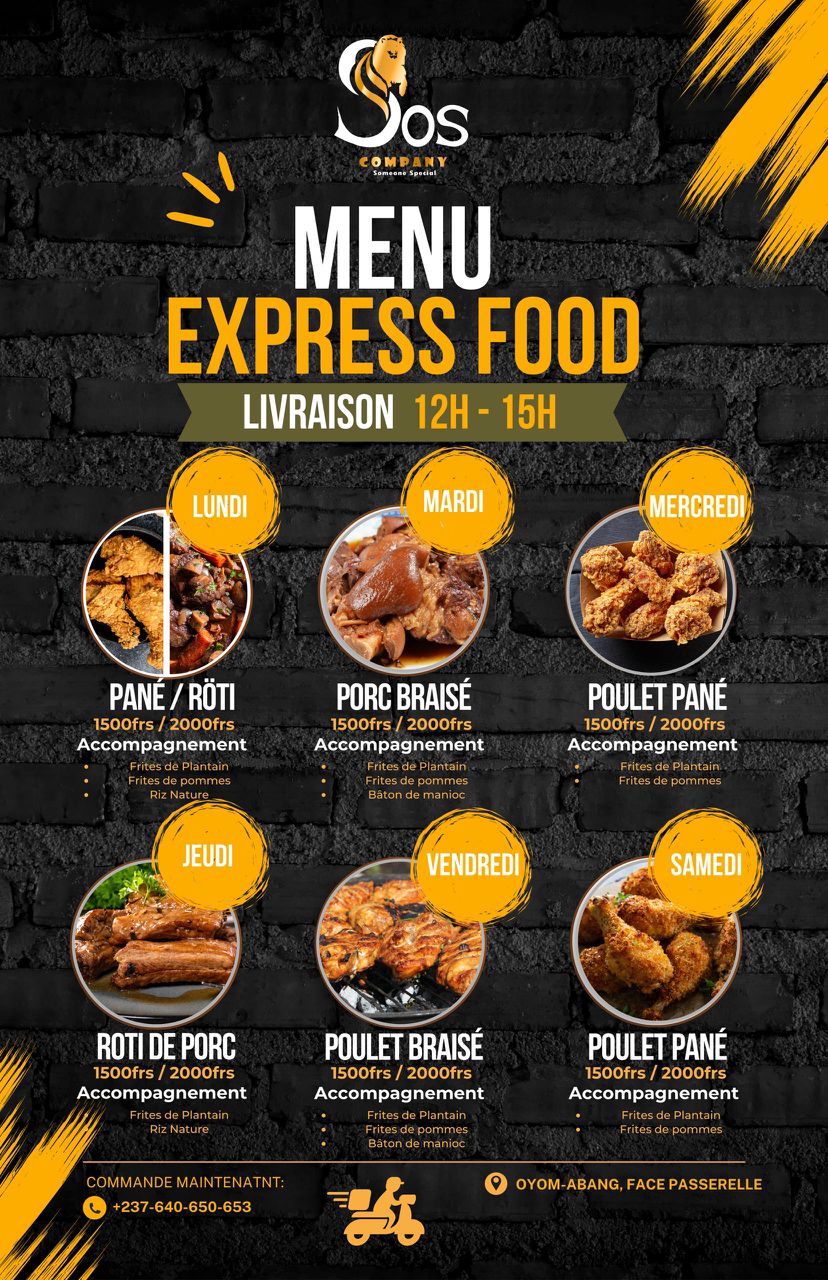 Sos
COMPANY
Someone Special
MENU
EXPRESS FOOD
LIVRAISON 12H - 15H
LUNDI
PANÉ / RÖTI
1500frs / 2000frs
Accompagnement
• Frites de Plantain
• Frites de pommes
• Riz Nature
MARDI
PORC BRAISÉ
1500frs / 2000frs
Accompagnement
• Frites de Plantain
• Frites de pommes
• Bâton de manioc
MERCREDI
POULET PANÉ
1500frs / 2000frs
Accompagnement
• Frites de Plantain
• Frites de pommes
JEUDI
ROTI DE PORC
1500frs / 2000frs
Accompagnement
Frites de Plantain
Riz Nature
VENDREDI
POULET BRAISÉ
1500frs / 2000frs
Accompagnement
• Frites de Plantain
• Frites de pommes
• Bâton de manioc
SAMEDI
POULET PANÉ
1500frs / 2000frs
Accompagnement
• Frites de Plantain
• Frites de pommes
COMMANDE MAINTENATNT:
+237-640-650-653
OYOM-ABANG, FACE PASSERELLE